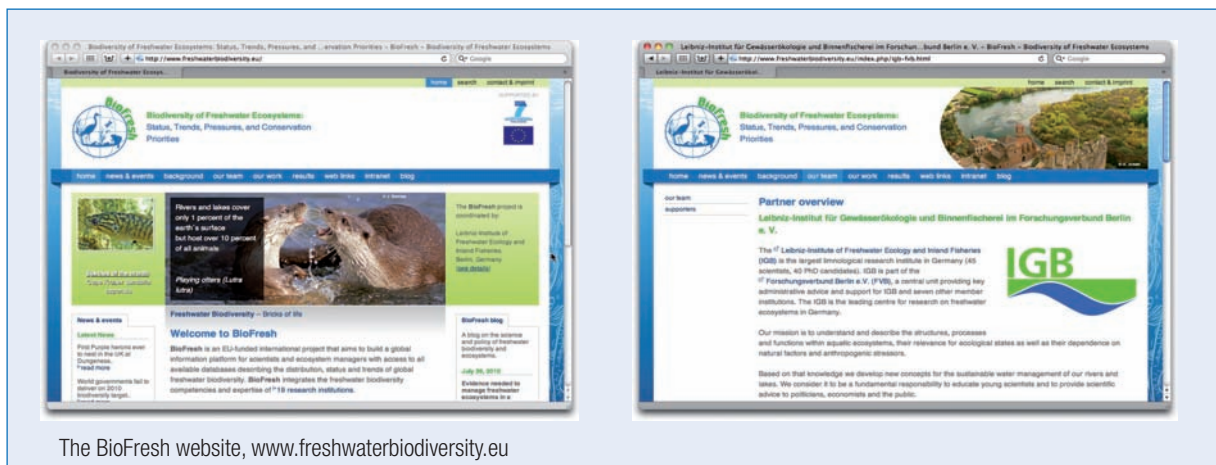 Biodiversity of Freshwater Ecosystems: Status, Trends, Pressures, and ...ervation Priorities – BioFresh – Biodiversity of Freshwater Ecosystems
http://www.freshwaterbiodiversity.eu/
Google
Biodiversity of Freshwater Ecosys...
home search contact & imprint
SUPPORTED BY
BioFresh
Biodiversity of Freshwater Ecosystems:
Status, Trends, Pressures, and Conservation
Priorities
home news & events background our team our work results web links intranet blog
Rivers and lakes cover
only 1 percent of the
earth's surface
but host over 10 percent
of all animals
Playing otters (Lutra
lutra)
The BioFresh project is
coordinated by:
Leibniz-Institute of
Freshwater Ecology and
Inland Fisheries
Berlin, Germany
(see details)
Freshwater Biodiversity – Bricks of life
News & events
Latest News
First Purple herons ever
to nest in the UK at
Dungeness.
read more
World governments fail to
deliver on 2010
biodiversity target.
Welcome to BioFresh
BioFresh is an EU-funded international project that aims to build a global
information platform for scientists and ecosystem managers with access to all
available databases describing the distribution, status and trends of global
freshwater biodiversity. BioFresh integrates the freshwater biodiversity
competencies and expertise of 19 research institutions.
BioFresh blog
A blog on the science
and policy of freshwater
biodiversity and
ecosystems.
July 26, 2010
Evidence needed to
manage freshwater
ecosystems in a
Leibniz-Institut für Gewässerökologie und Binnenfischerei im Forschun...bund Berlin e. V. – BioFresh – Biodiversity of Freshwater Ecosystems
http://www.freshwaterbiodiversity.eu/index.php/igb-fvb.html
Google
Leibniz-Institut für Gewässerökol...
home search contact & imprint
BioFresh
Biodiversity of Freshwater Ecosystems:
Status, Trends, Pressures, and Conservation
Priorities
home news & events background our team our work results web links intranet blog
our team
supporters
Partner overview
Leibniz-Institut für Gewässerökologie und Binnenfischerei im Forschungsverbund Berlin
e. V.
The Leibniz-Institute of Freshwater Ecology and Inland Fisheries
(IGB) is the largest limnological research institute in Germany (45
scientists, 40 PhD candidates). IGB is part of the
Forschungsverbund Berlin e.V. (FVB), a central unit providing key
administrative advice and support for IGB and seven other member
institutions. The IGB is the leading centre for research on freshwater
ecosystems in Germany.
IGB
Our mission is to understand and describe the structures, processes
and functions within aquatic ecosystems, their relevance for ecological states as well as their dependence on
natural factors and anthropogenic stressors.
Based on that knowledge we develop new concepts for the sustainable water management of our rivers and
lakes. We consider it to be a fundamental responsibility to educate young scientists and to provide scientific
advice to politicians, economists and the public.
The BioFresh website, www.freshwaterbiodiversity.eu